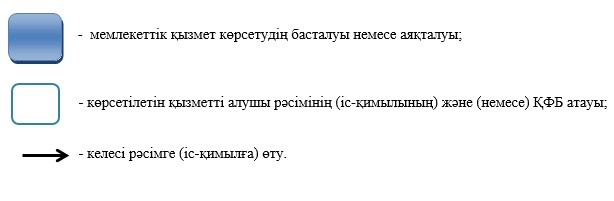 - мемлекеттік қызмет көрсетудің басталуы немесе аяқталуы;
- көрсетілетін қызметті алушы рәсімінің (іс-қимылының) және (немесе) ҚФБ атауы;
- келесі рәсімге (іс-қимылға) өту.